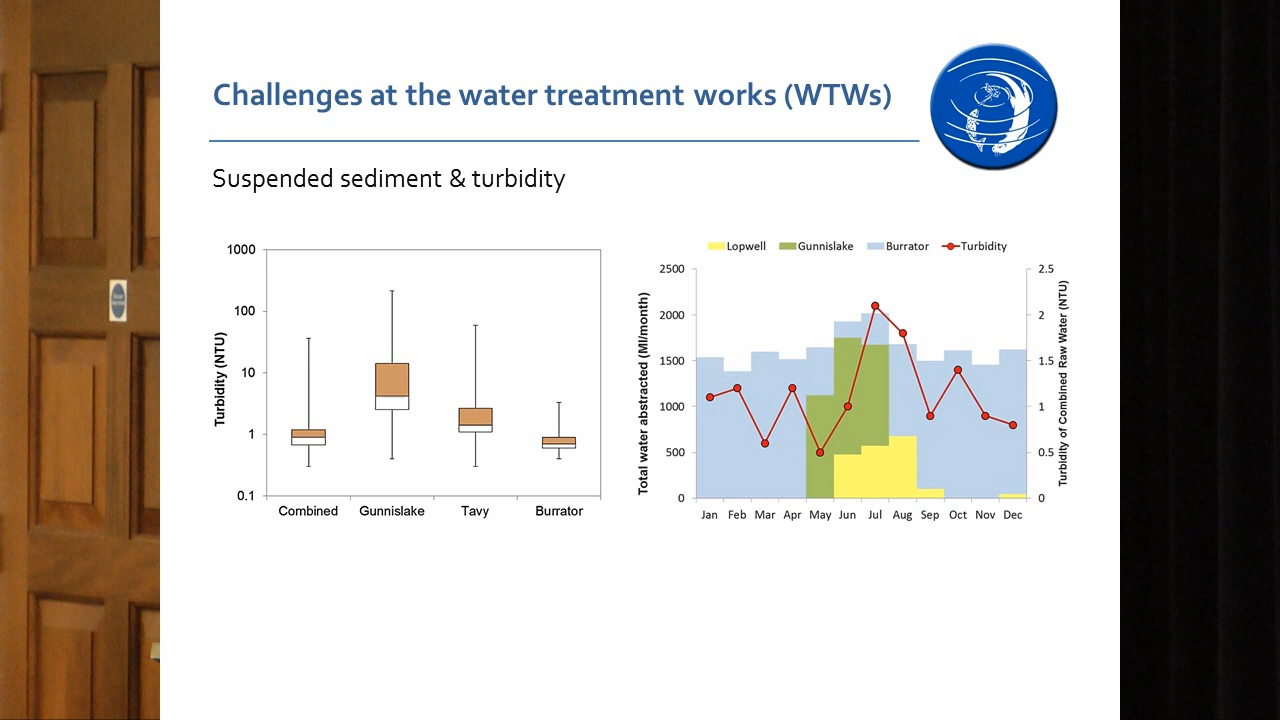 Challenges at the water treatment works (WTWs)
Suspended sediment & turbidity
Turbidity (NTU)
1000
100
10
1
0.1
Combined Gunnislake Tavy Burrator
Lopwell Gunnislake Burrator Turbidity
Total water abstracted (Ml/month)
2500
2000
1500
1000
500
0
2.5
2
1.5
1
0.5
0
Turbidity of Combined Raw Water (NTU)
Jan Feb Mar Apr May Jun Jul Aug Sep Oct Nov Dec